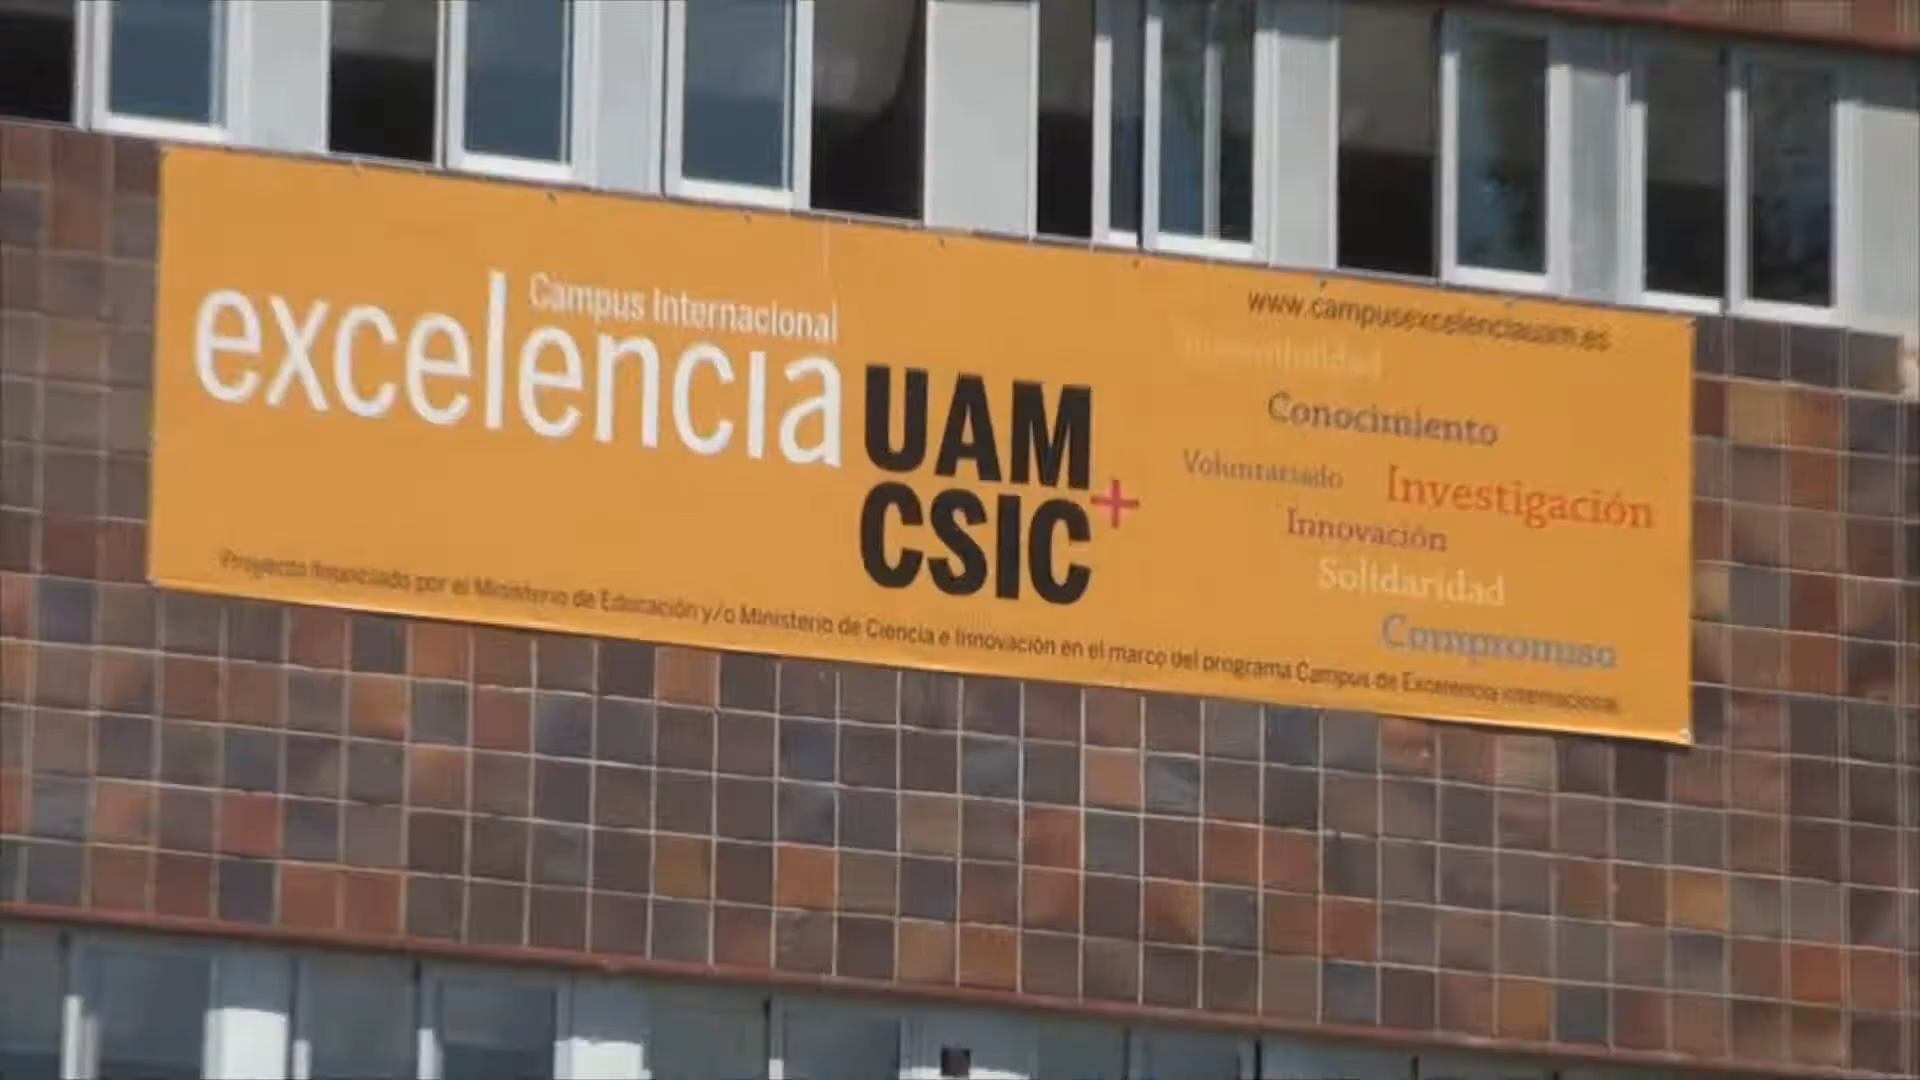 Campus Internacional
excelencia
UAM
CSIC+
www.campusexcelenciauam.es
Conocimiento
Voluntariado Investigación
Innovación
Solidaridad
Compromiso
Proyecto financiado por el Ministerio de Educación y/o Ministerio de Ciencia e Innovación en el marco del programa Campus de Excelencia Internacional